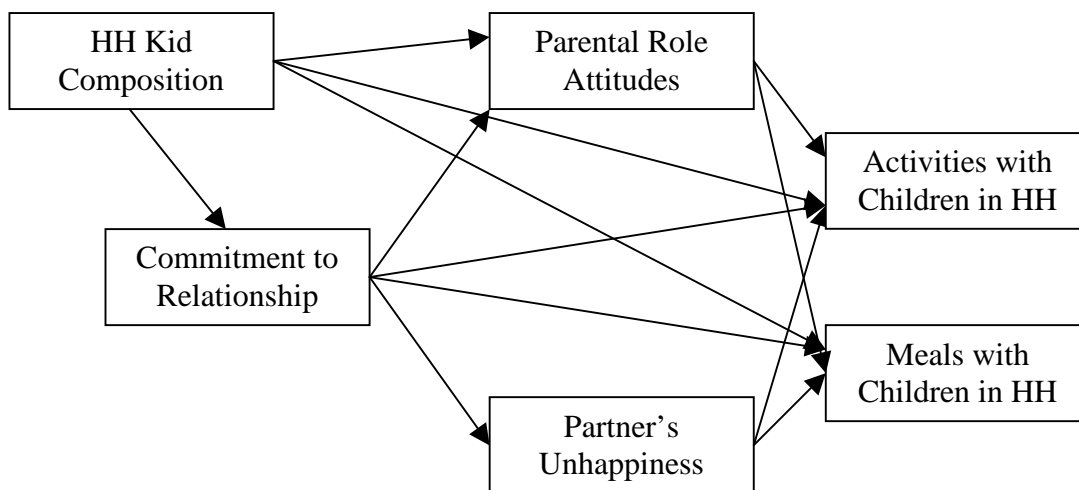 HH Kid
Composition
Parental Role
Attitudes
Activities with
Children in HH
Commitment to
Relationship
Meals with
Children in HH
Partner’s
Unhappiness